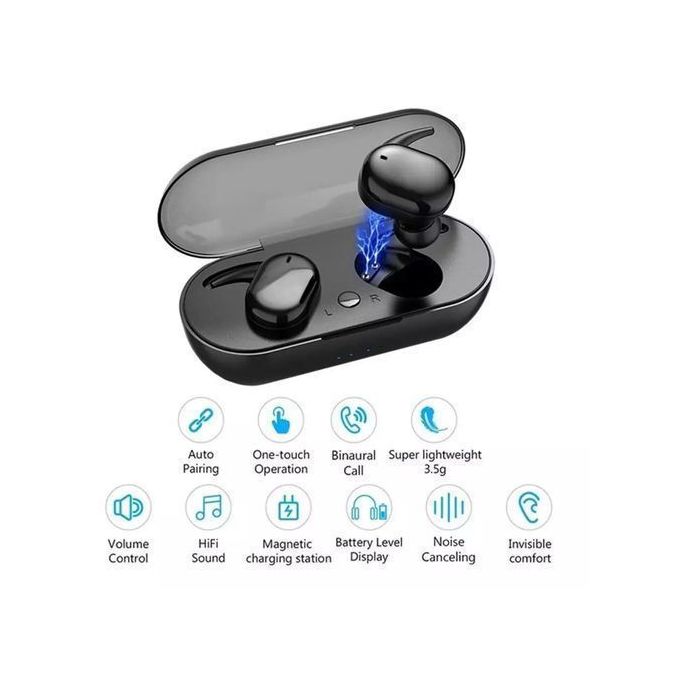 L R
Auto
Pairing
One-touch
Operation
Binaural
Call
Super lightweight
3.5g
Volume
Control
HiFi
Sound
Magnetic
charging station
Battery Level
Display
Noise
Canceling
Invisible
comfort